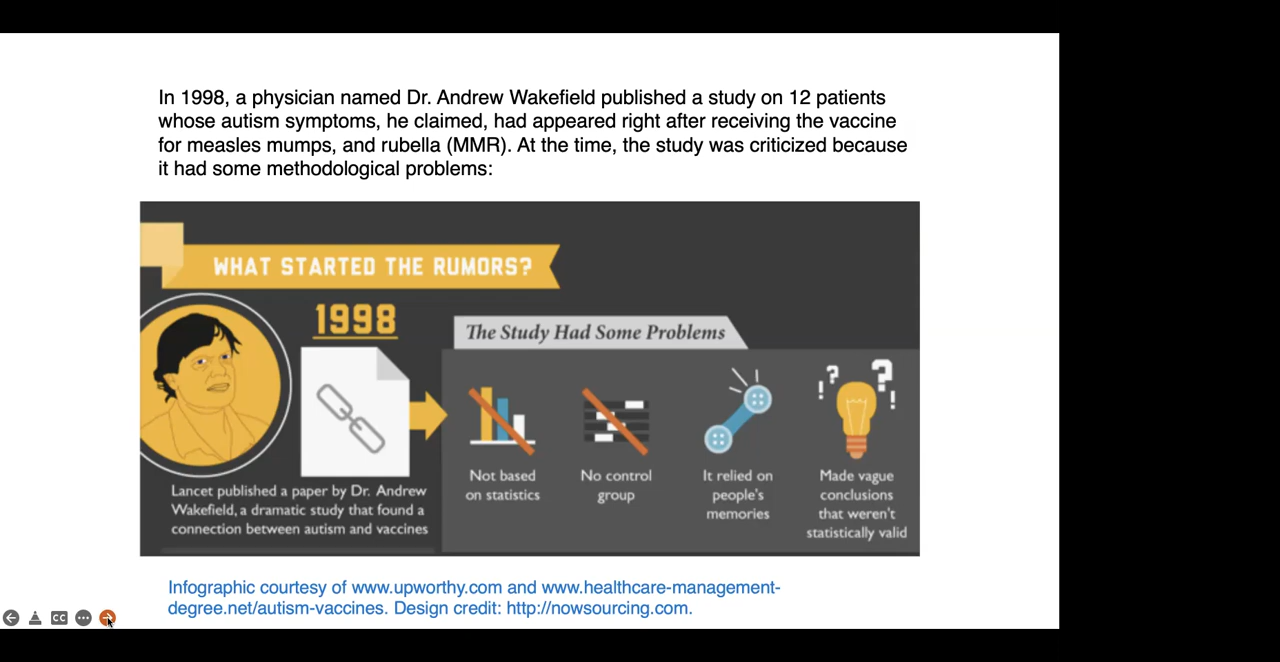 In 1998, a physician named Dr. Andrew Wakefield published a study on 12 patients
whose autism symptoms, he claimed, had appeared right after receiving the vaccine
for measles mumps, and rubella (MMR). At the time, the study was criticized because
it had some methodological problems:
WHAT STARTED THE RUMORS?
1998
Lancet published a paper by Dr. Andrew
Wakefield, a dramatic study that found a
connection between autism and vaccines
The Study Had Some Problems
Not based
on statistics
No control
group
It relied on
people's
memories
Made vague
conclusions
that weren't
statistically valid
Infographic courtesy of www.upworthy.com and www.healthcare-management-
degree.net/autism-vaccines. Design credit: http://nowsourcing.com.
CC